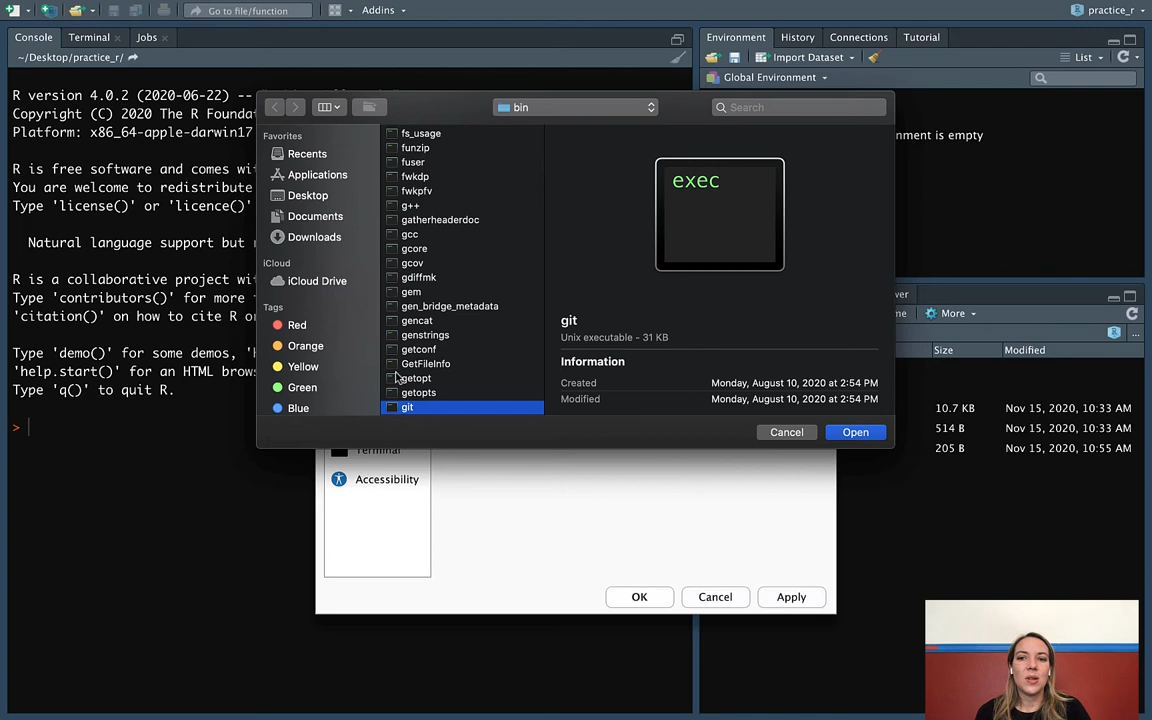 Go to file/function
Addins
practice_r
Console
Terminal
Jobs
~/Desktop/practice_r/
R version 4.0.2 (2020-06-22) --
Copyright (C) 2020 The R Founda
Platform: x86_64-apple-darwin17
R is free software and comes wi
You are welcome to redistribute
Type 'license()' or 'licence()'
Natural language support but
R is a collaborative project wi
Type 'contributors()' for more
'citation()' on how to cite R o
Type 'demo()' for some demos, '
'help.start()' for an HTML brow
Type 'q()' to quit R.
>
bin
Search
Favorites
Recents
Applications
Desktop
Documents
Downloads
iCloud
iCloud Drive
Tags
Red
Orange
Yellow
Green
Blue
fs_usage
funzip
fuser
fwkdp
fwkpfv
g++
gatherheaderdoc
gcc
gcore
gcov
gdiffmk
gem
gen_bridge_metadata
gencat
genstrings
getconf
GetFileInfo
getopt
getopts
git
exec
git
Unix executable - 31 KB
Information
Created Monday, August 10, 2020 at 2:54 PM
Modified Monday, August 10, 2020 at 2:54 PM
Cancel
Open
Terminal
Accessibility
OK
Cancel
Apply
Environment
History
Connections
Tutorial
Import Dataset
List
Global Environment
nment is empty
wer
me
More
...
Size
Modified
10.7 KB Nov 15, 2020, 10:33 AM
514 B Nov 15, 2020, 10:33 AM
205 B Nov 15, 2020, 10:55 AM